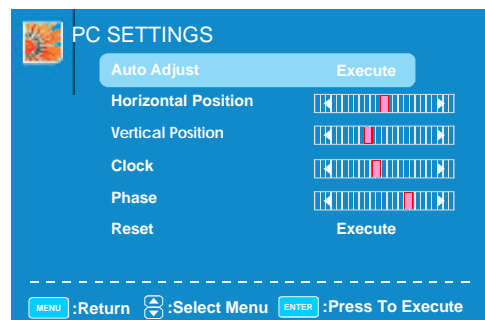 PC SETTINGS
Auto Adjust Execute
Horizontal Position
Vertical Position
Clock
Phase
Reset Execute
MENU :Return :Select Menu ENTER :Press To Execute